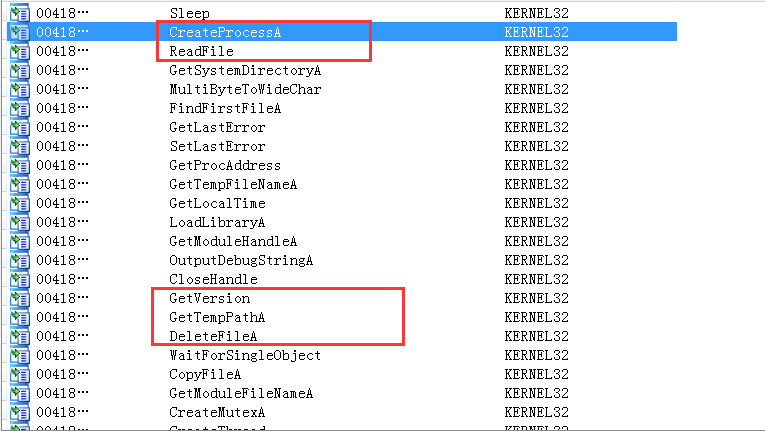 00418… Sleep KERNEL32
00418… CreateProcessA KERNEL32
00418… ReadFile KERNEL32
00418… GetSystemDirectoryA KERNEL32
00418… MultiByteToWideChar KERNEL32
00418… FindFirstFileA KERNEL32
00418… GetLastError KERNEL32
00418… SetLastError KERNEL32
00418… GetProcAddress KERNEL32
00418… GetTempFileNameA KERNEL32
00418… GetLocalTime KERNEL32
00418… LoadLibraryA KERNEL32
00418… GetModuleHandleA KERNEL32
00418… OutputDebugStringA KERNEL32
00418… CloseHandle KERNEL32
00418… GetVersion KERNEL32
00418… GetTempPathA KERNEL32
00418… DeleteFileA KERNEL32
00418… WaitForSingleObject KERNEL32
00418… CopyFileA KERNEL32
00418… GetModuleFileNameA KERNEL32
00418… CreateMutexA KERNEL32
00418… CreateThread KERNEL32